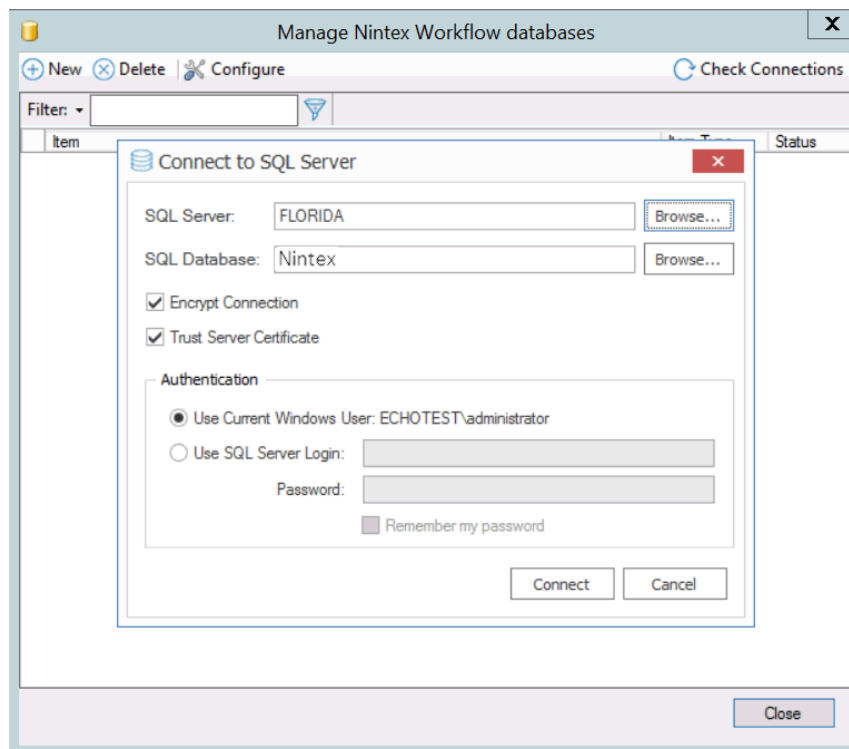 Manage Nintex Workflow databases
X
New Delete Configure Check Connections
Filter:
Item Item Type Status
Connect to SQL Server
SQL Server: FLORIDA Browse...
SQL Database: Nintex Browse...
Encrypt Connection
Trust Server Certificate
Authentication
Use Current Windows User: ECHOTEST\administrator
Use SQL Server Login:
Password:
Remember my password
Connect Cancel
Close